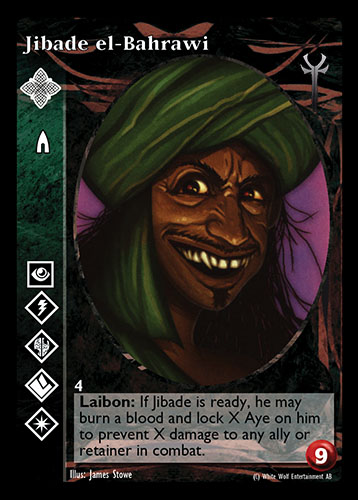 Jibade el-Bahrawi
4
Laibon: If Jibade is ready, he may
burn a blood and lock X Aye on him
to prevent X damage to any ally or
retainer in combat.
9
Illus: James Stowe
(C) White Wolf Entertainment AB